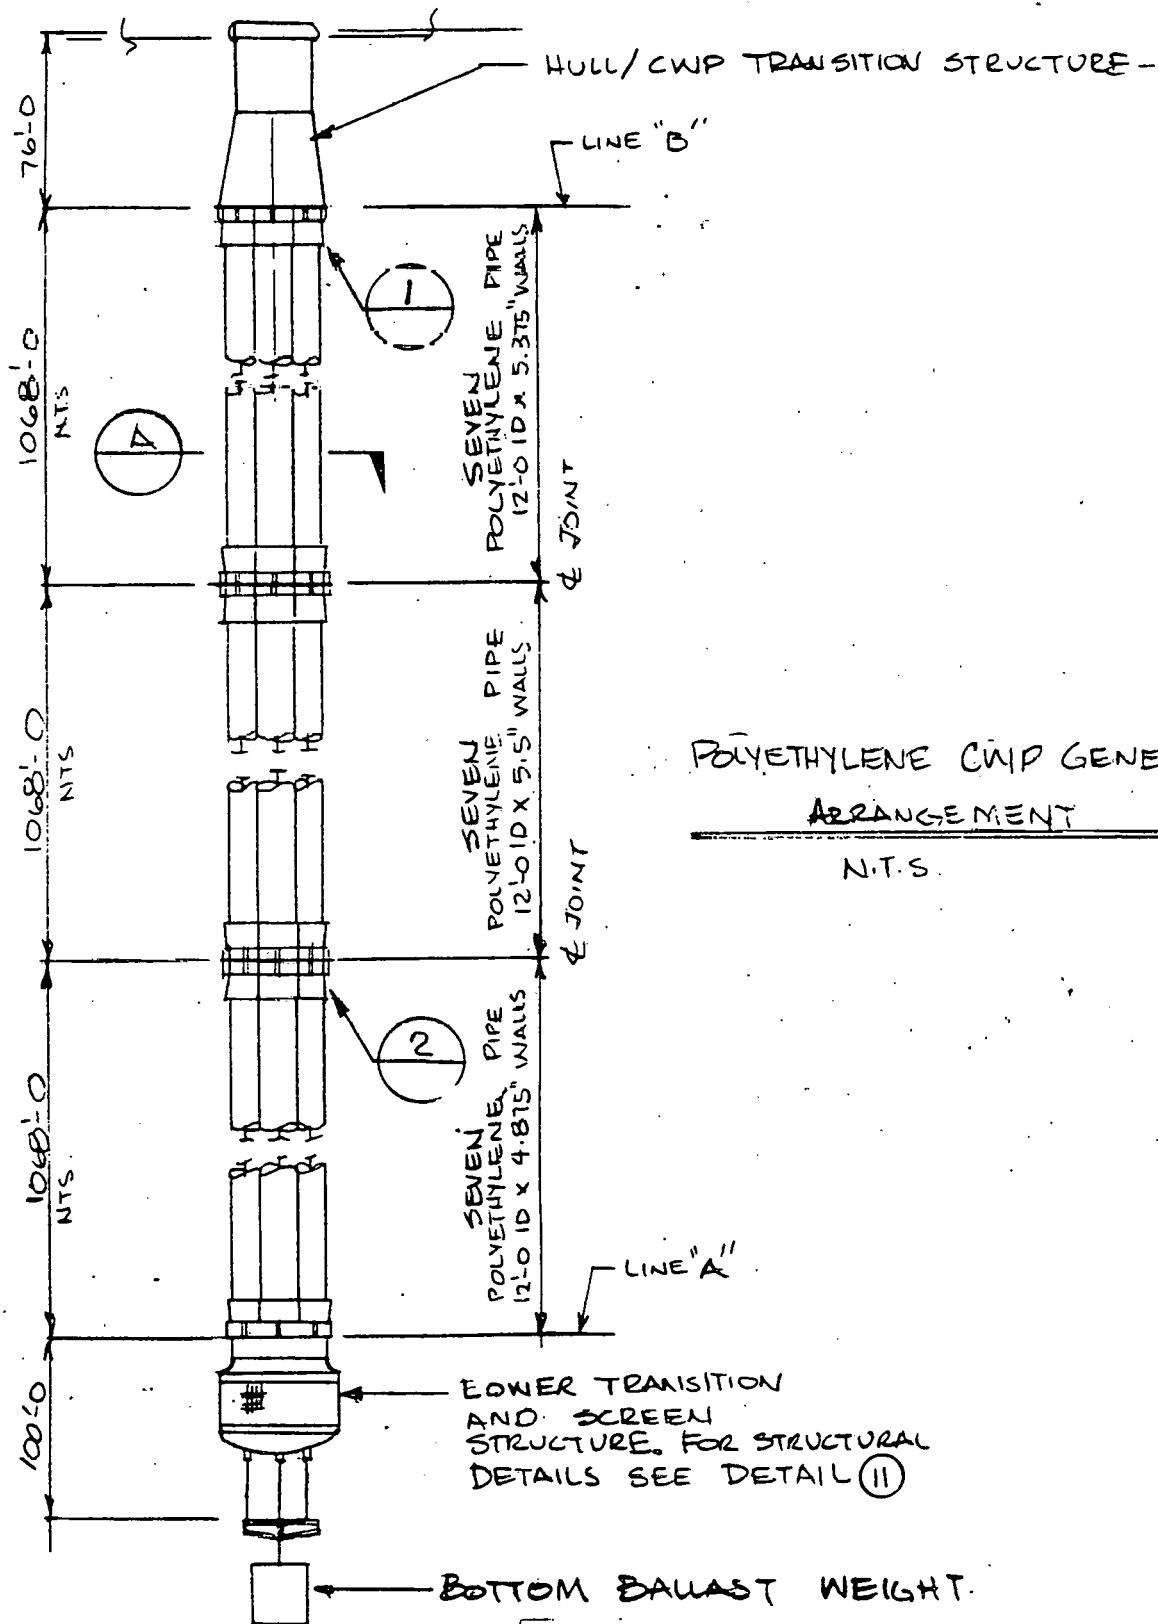 HULL/CWP TRANSITION STRUCTURE-
LINE "B"
76'-0
1068'-0
N.T.S
1
A
SEVEN
POLYETHYLENE PIPE
12'-0 ID X 5.375" WALLS
℄ JOINT
1068'-0
NTS
SEVEN
POLYETHYLENE PIPE
12'-0 ID X 5.5" WALLS
℄ JOINT
POLYETHYLENE CWP GENE
ARRANGEMENT
N.T.S.
1068'-0
NTS
2
SEVEN
POLYETHYLENE PIPE
12'-0 ID X 4.875" WALLS
LINE "A"
100'-0
LOWER TRANSITION
AND SCREEN
STRUCTURE. FOR STRUCTURAL
DETAILS SEE DETAIL 11
BOTTOM BALLAST WEIGHT.